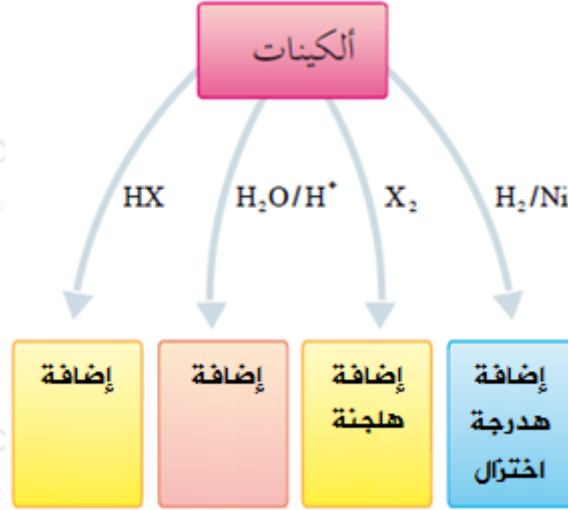 ألكينات
H₂/Ni
X₂
H₂O/H⁺
HX
إضافة
هدرجة
اختزال
إضافة
هلجنة
إضافة
إضافة